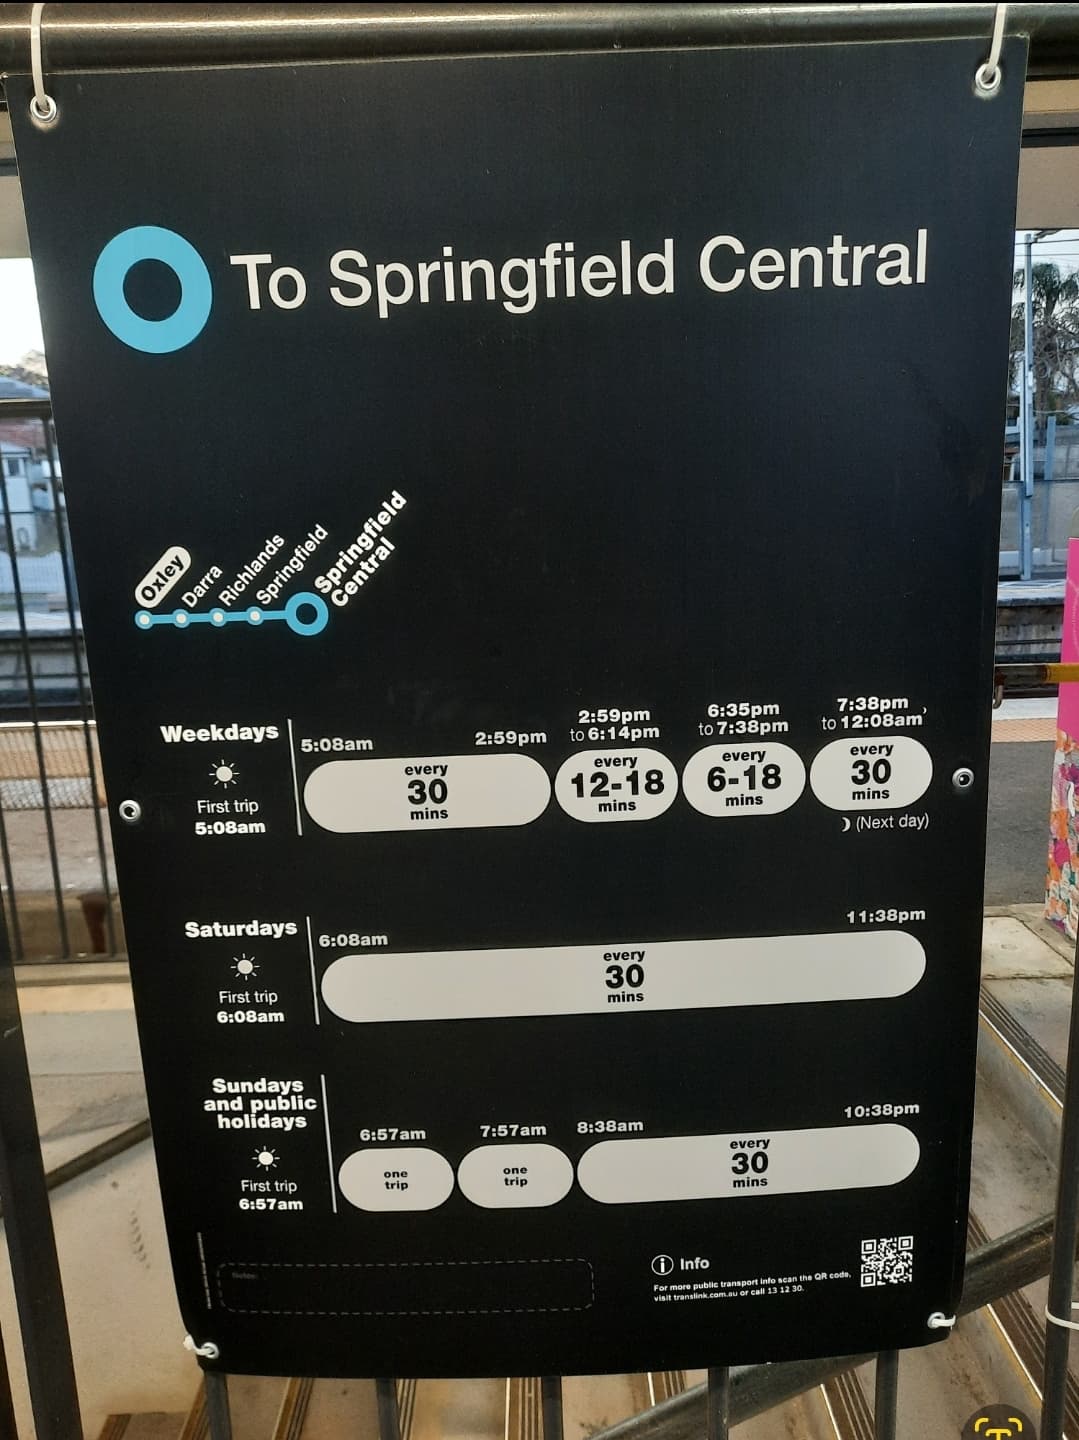 To Springfield Central
Oxley
Darra
Richlands
Springfield
Springfield
Central
Weekdays
First trip
5:08am
5:08am
2:59pm
every
30
mins
2:59pm
to 6:14pm
every
12-18
mins
6:35pm
to 7:38pm
every
6-18
mins
7:38pm
to 12:08am
every
30
mins
(Next day)
Saturdays
First trip
6:08am
6:08am
11:38pm
every
30
mins
Sundays
and public
holidays
First trip
6:57am
6:57am
one
trip
7:57am
one
trip
8:38am
10:38pm
every
30
mins
Notes:
i Info
For more public transport info scan the QR code,
visit translink.com.au or call 13 12 30.